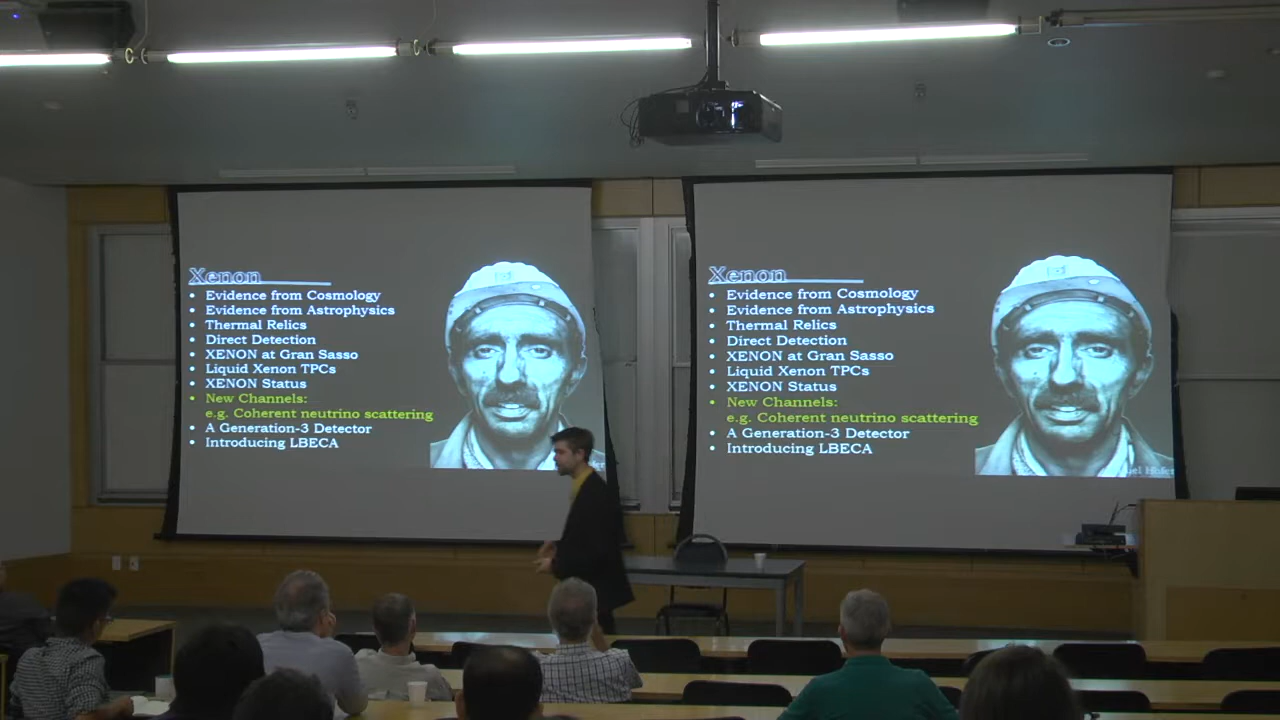 Xenon
• Evidence from Cosmology
• Evidence from Astrophysics
• Thermal Relics
• Direct Detection
• XENON at Gran Sasso
• Liquid Xenon TPCs
• XENON Status
• New Channels:
e.g. Coherent neutrino scattering
• A Generation-3 Detector
• Introducing LBECA
Xenon
• Evidence from Cosmology
• Evidence from Astrophysics
• Thermal Relics
• Direct Detection
• XENON at Gran Sasso
• Liquid Xenon TPCs
• XENON Status
• New Channels:
e.g. Coherent neutrino scattering
• A Generation-3 Detector
• Introducing LBECA